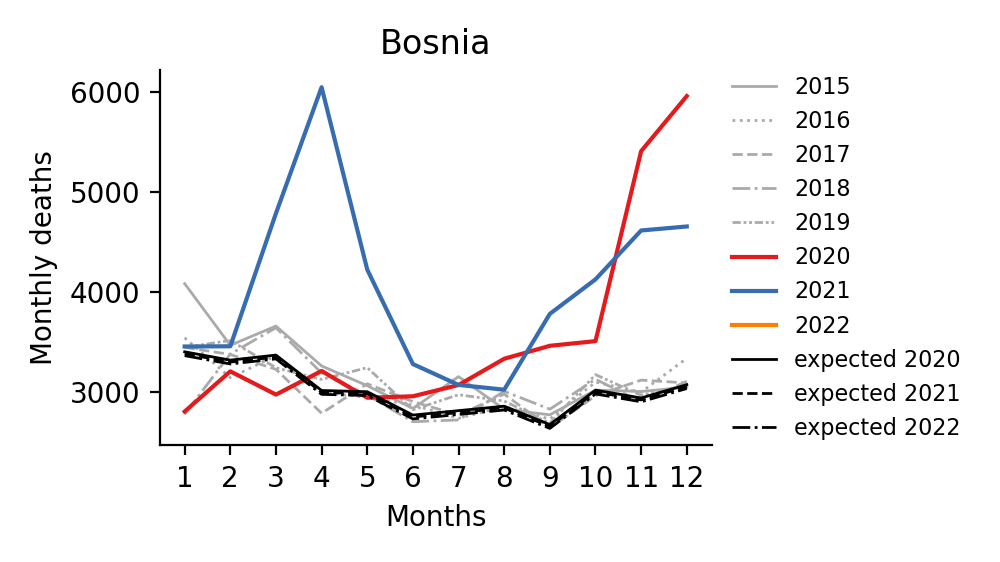 Bosnia
Monthly deaths
6000
5000
4000
3000
1 2 3 4 5 6 7 8 9 10 11 12
Months
2015
2016
2017
2018
2019
2020
2021
2022
expected 2020
expected 2021
expected 2022